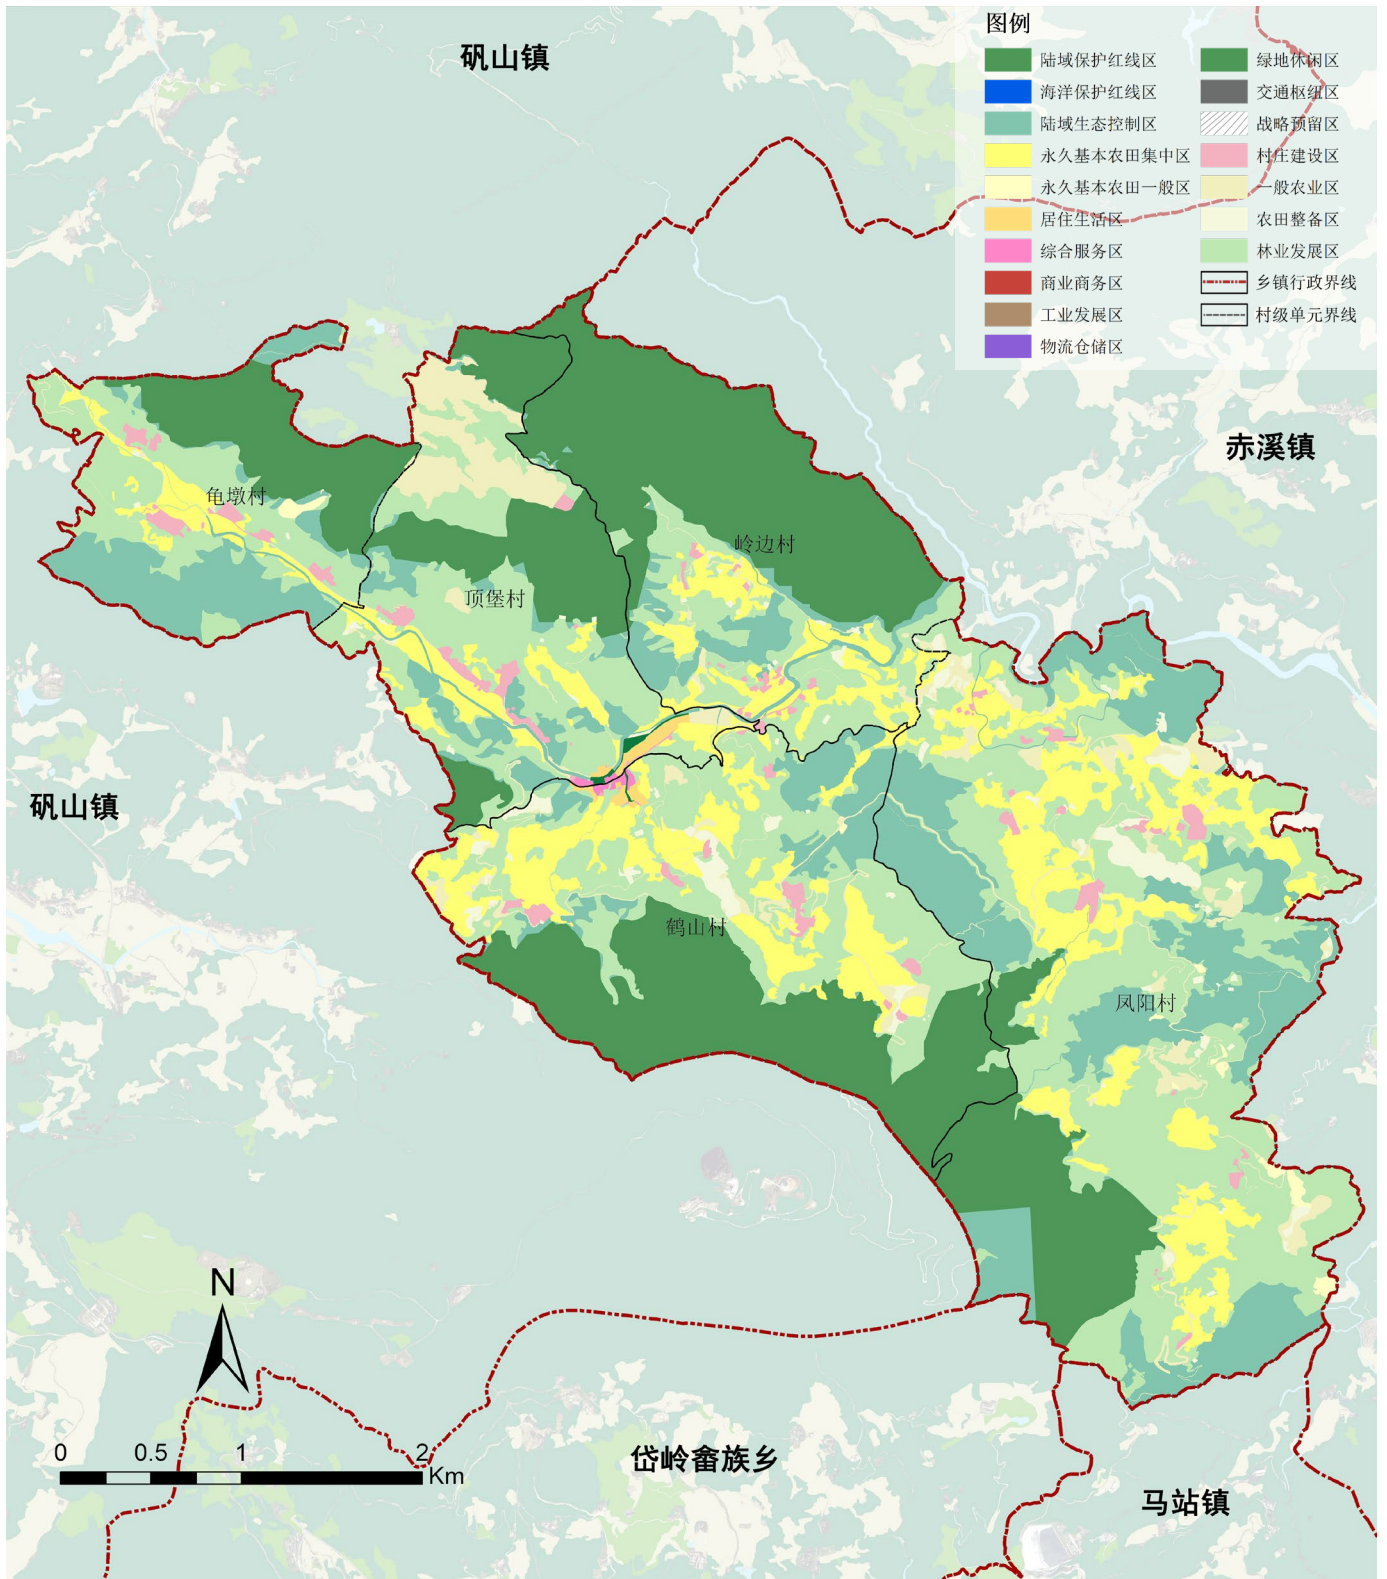 图例
陆域保护红线区
海洋保护红线区
陆域生态控制区
永久基本农田集中区
永久基本农田一般区
居住生活区
综合服务区
商业商务区
工业发展区
物流仓储区
绿地休闲区
交通枢纽区
战略预留区
村庄建设区
一般农业区
农田整备区
林业发展区
乡镇行政界线
村级单元界线
矾山镇
赤溪镇
龟墩村
岭边村
顶堡村
矾山镇
鹤山村
凤阳村
N
0 0.5 1 2
Km
岱岭畲族乡
马站镇